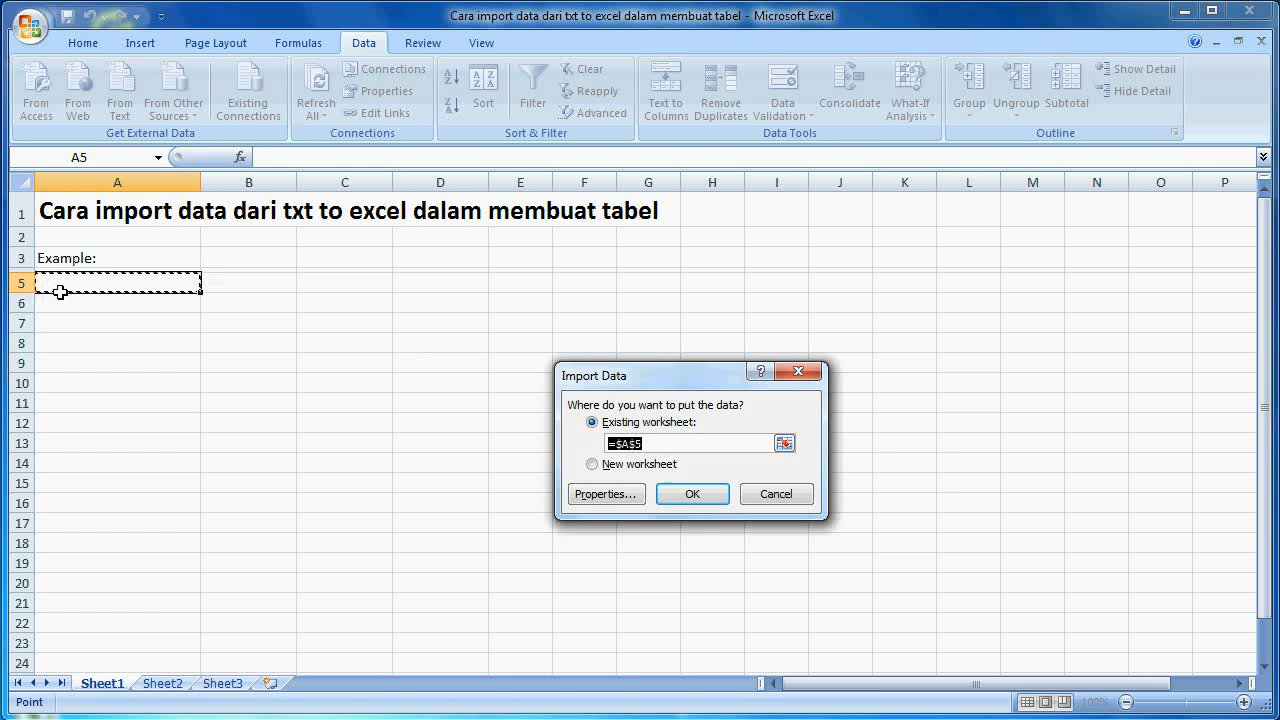 Cara import data dari txt to excel dalam membuat tabel - Microsoft Excel
Home Insert Page Layout Formulas Data Review View
From Access
From Web
From Text
From Other Sources
Existing Connections
Get External Data
Refresh All
Connections
Properties
Edit Links
Connections
Sort
Filter
Clear
Reapply
Advanced
Sort & Filter
Text to Columns
Remove Duplicates
Data Validation
Consolidate
What-If Analysis
Data Tools
Group
Ungroup
Subtotal
Show Detail
Hide Detail
Outline
A5 fx
A B C D E F G H I J K L M N O P
1 Cara import data dari txt to excel dalam membuat tabel
2
3 Example:
5
6
7
8
9
10
11
12
13
14
15
16
17
18
19
20
21
22
23
24
Import Data
?
Where do you want to put the data?
Existing worksheet:
=$A$5
New worksheet
Properties... OK Cancel
Sheet1 Sheet2 Sheet3
Point 100%